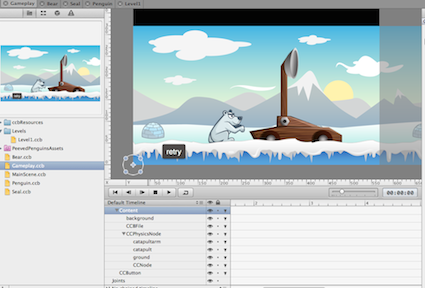 Gameplay Bear Seal Penguin Level1
retry
retry
ccbResources
Levels
Level1.ccb
PeevedPenguinsAssets
Bear.ccb
Gameplay.ccb
MainScene.ccb
Penguin.ccb
Seal.ccb
00:00:00
Default Timeline
Content
background
CCBFile
CCPhysicsNode
catapultarm
catapult
ground
CCNode
CCButton
Joints